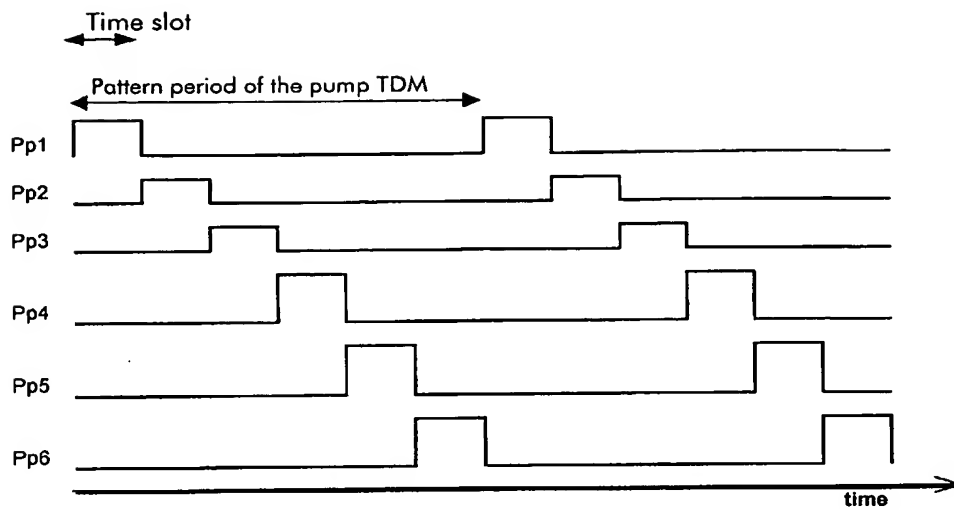 Time slot
Pattern period of the pump TDM
Pp1
Pp2
Pp3
Pp4
Pp5
Pp6
time